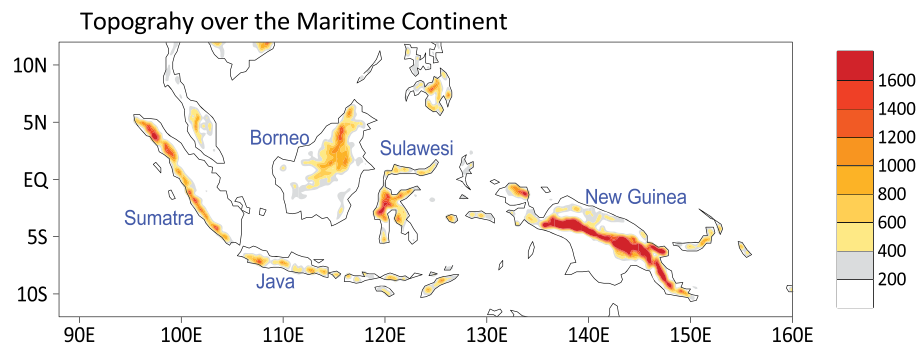 Topograhy over the Maritime Continent
10N
5N
EQ
5S
10S
90E 100E 110E 120E 130E 140E 150E 160E
Borneo
Sulawesi
New Guinea
Sumatra
Java
1600
1400
1200
1000
800
600
400
200